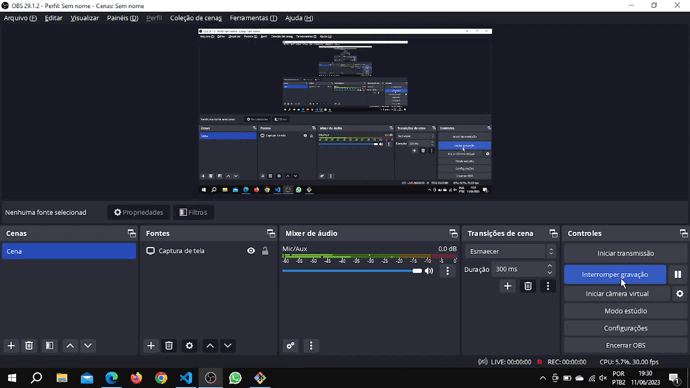 OBS 29.1.2 - Perfil: Sem nome - Cenas: Sem nome
Arquivo (F) Editar Visualizar Painéis (D) Perfil Coleção de cenas Ferramentas (T) Ajuda (H)
Nenhuma fonte selecionad Propriedades Filtros
Cenas
Cena
Fontes
Captura de tela
Mixer de áudio
Mic/Aux 0.0 dB
-60 -55 -50 -45 -40 -35 -30 -25 -20 -15 -10 -5 0
Transições de cena
Esmaecer
Duração 300 ms
Controles
Iniciar transmissão
Interromper gravação
Iniciar câmera virtual
Modo estúdio
Configurações
Encerrar OBS
LIVE: 00:00:00 REC: 00:00:00 CPU: 5.7%, 30.00 fps
POR
PTB2
19:30
11/06/2023